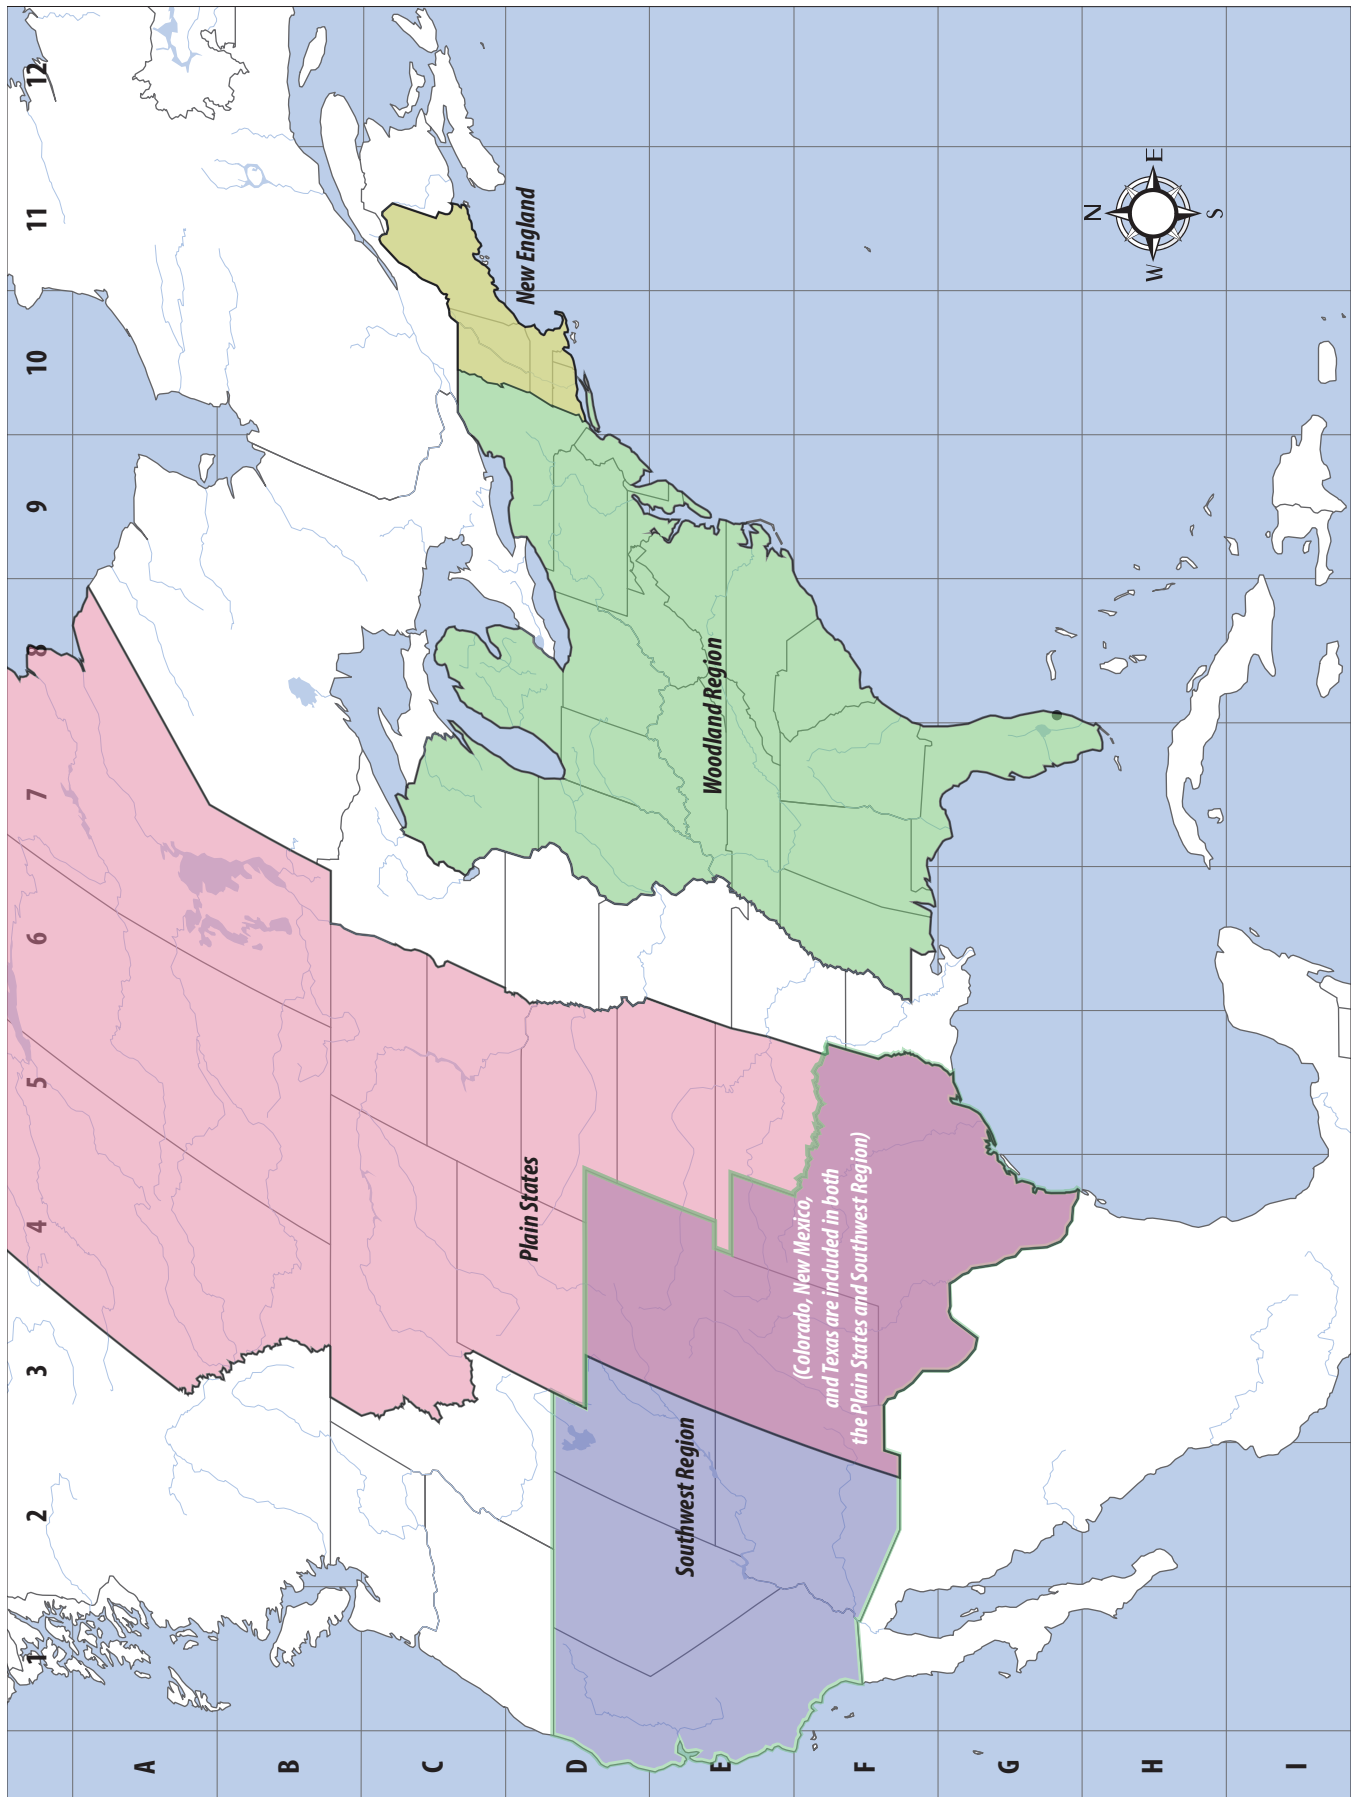 1
2
3
4
5
6
7
8
9
10
11
12
A
B
C
D
E
F
G
H
I
New England
Plain States
Woodland Region
Southwest Region
(Colorado, New Mexico,
and Texas are included in both
the Plain States and Southwest Region)
N
W
E
S